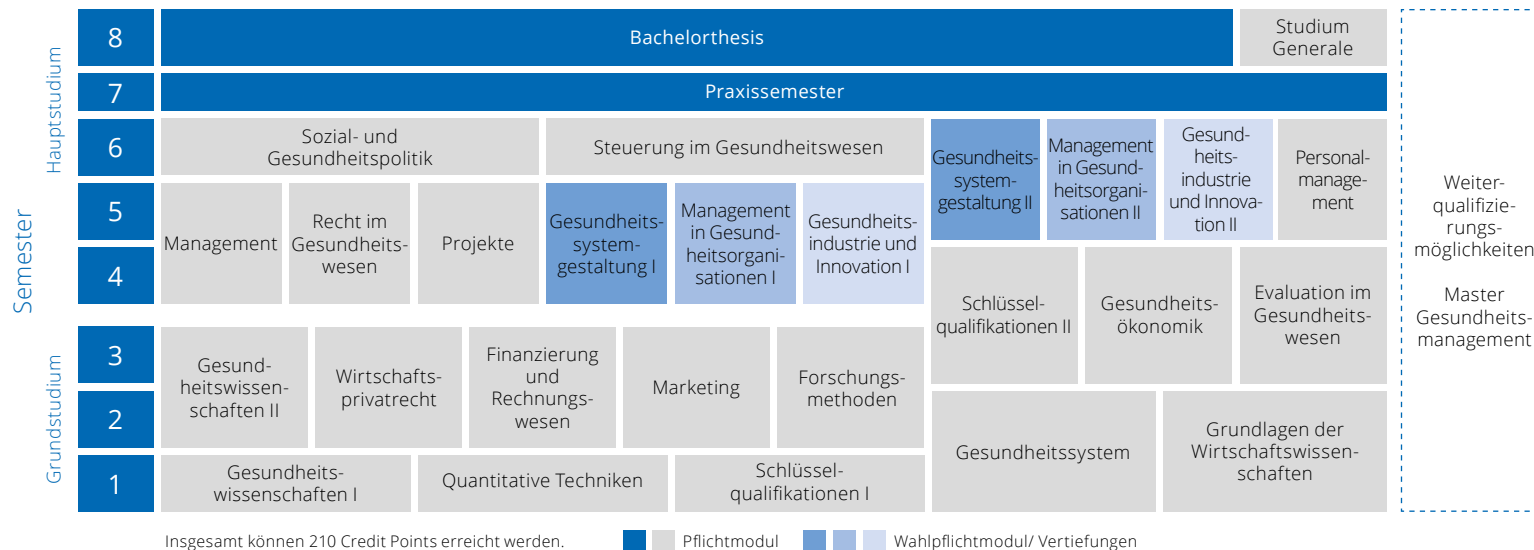 Semester
Hauptstudium
Grundstudium
8
Bachelorthesis
Studium
Generale
7
Praxissemester
6
Sozial- und
Gesundheitspolitik
Steuerung im Gesundheitswesen
Gesundheits-
system-
gestaltung II
Management
in Gesund-
heitsorgani-
sationen II
Gesund-
heits-
industrie
und Innova-
tion II
Personal-
manage-
ment
5
4
Management
Recht im
Gesundheits-
wesen
Projekte
Gesundheits-
system-
gestaltung I
Management
in Gesund-
heitsorgani-
sationen I
Gesundheits-
industrie und
Innovation I
Schlüssel-
qualifikationen II
Gesundheits-
ökonomik
Evaluation im
Gesundheits-
wesen
3
2
Gesund-
heitswissen-
schaften II
Wirtschafts-
privatrecht
Finanzierung
und
Rechnungs-
wesen
Marketing
Forschungs-
methoden
Gesundheitssystem
Grundlagen der
Wirtschaftswissen-
schaften
1
Gesundheits-
wissenschaften I
Quantitative Techniken
Schlüssel-
qualifikationen I
Weiter-
qualifizie-
rungs-
möglichkeiten
Master
Gesundheits-
management
Insgesamt können 210 Credit Points erreicht werden.
Pflichtmodul
Wahlpflichtmodul/ Vertiefungen